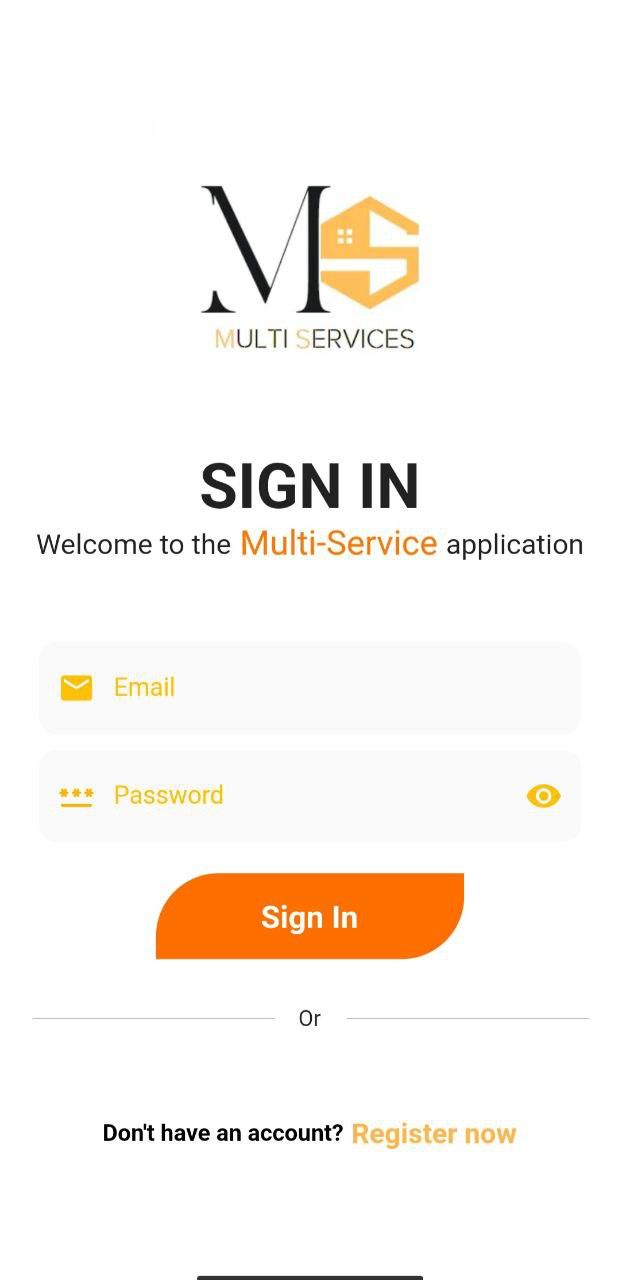 MS
MULTI SERVICES
SIGN IN
Welcome to the Multi-Service application
Email
*** Password
Sign In
Or
Don't have an account? Register now